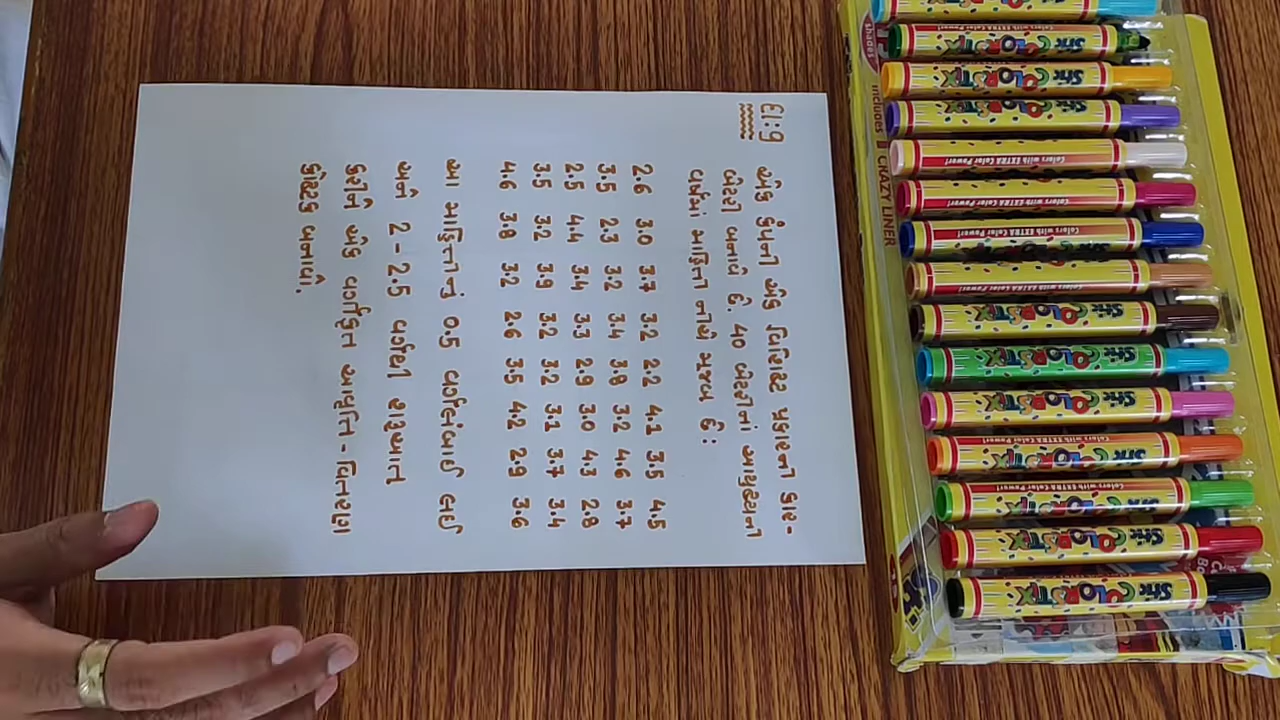 દા:9 એક કંપની એક વિશિષ્ટ પ્રકારની કાર-
બેટરી બનાવે છે. 40 બેટરીનાં આયુષ્યની
વર્ષમાં માહિતી નીચે મુજબ છે:
2.6 3.0 3.7 3.2 2.2 4.1 3.5 4.5
3.5 2.3 3.2 3.4 3.8 3.2 4.6 3.7
2.5 4.4 3.4 3.3 2.9 3.0 4.3 2.8
3.5 3.2 3.9 3.2 3.2 3.1 3.7 3.4
4.6 3.8 3.2 2.6 3.5 4.2 2.9 3.6
આ માહિતીનું 0.5 વર્ગલંબાઈ લઈ
અને 2-2.5 વર્ગથી શરૂઆત
કરીને એક વર્ગીકૃત આવૃત્તિ-વિતરણ
કોષ્ટક બનાવો.
Stic COLORSTIX
Colors with EXTRA Color Power!
Shades
Includes CRAZY LINER